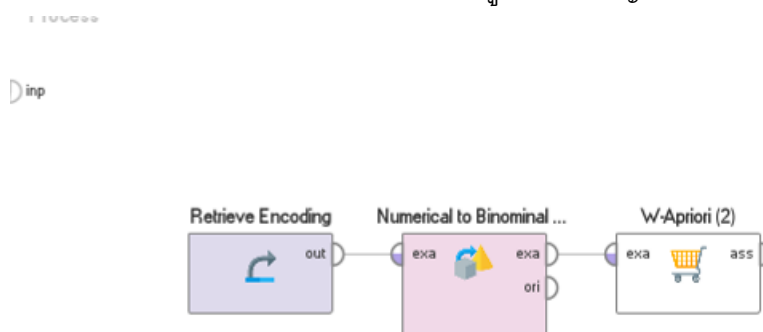 Process
inp
Retrieve Encoding
Numerical to Binominal ...
W-Apriori (2)
out
exa
exa
ori
exa
ass